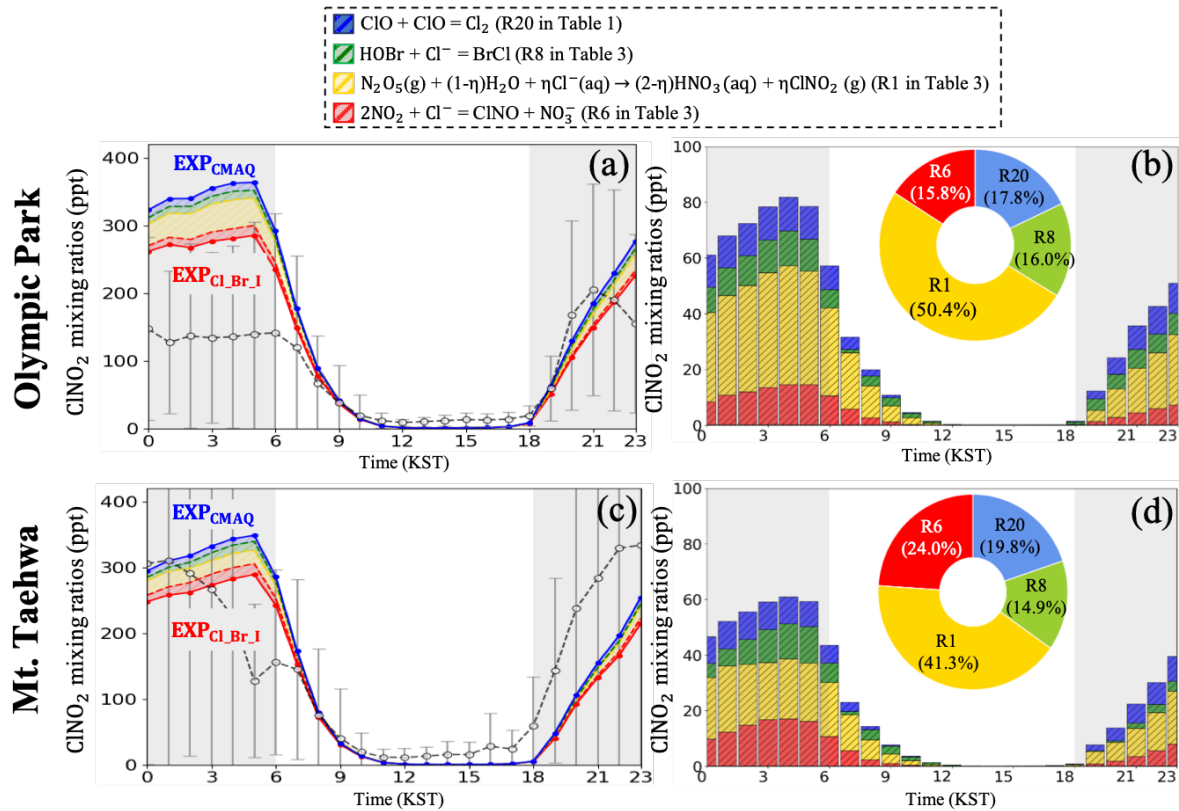 ClO + ClO = Cl₂ (R20 in Table 1)
HOBr + Cl⁻ = BrCl (R8 in Table 3)
N₂O₅(g) + (1-η)H₂O + ηCl⁻(aq) → (2-η)HNO₃(aq) + ηClNO₂ (g) (R1 in Table 3)
2NO₂ + Cl⁻ = ClNO + NO₃⁻ (R6 in Table 3)
Olympic Park
ClNO₂ mixing ratios (ppt)
400
300
200
100
0
EXP_CMAQ
EXP_Cl_Br_I
(a)
0 3 6 9 12 15 18 21 23
Time (KST)
ClNO₂ mixing ratios (ppt)
100
80
60
40
20
0
(b)
R6
(15.8%)
R20
(17.8%)
R8
(16.0%)
R1
(50.4%)
0 3 6 9 12 15 18 21 23
Time (KST)
Mt. Taehwa
ClNO₂ mixing ratios (ppt)
400
300
200
100
0
EXP_CMAQ
EXP_Cl_Br_I
(c)
0 3 6 9 12 15 18 21 23
Time (KST)
ClNO₂ mixing ratios (ppt)
100
80
60
40
20
0
(d)
R6
(24.0%)
R20
(19.8%)
R8
(14.9%)
R1
(41.3%)
0 3 6 9 12 15 18 21 23
Time (KST)